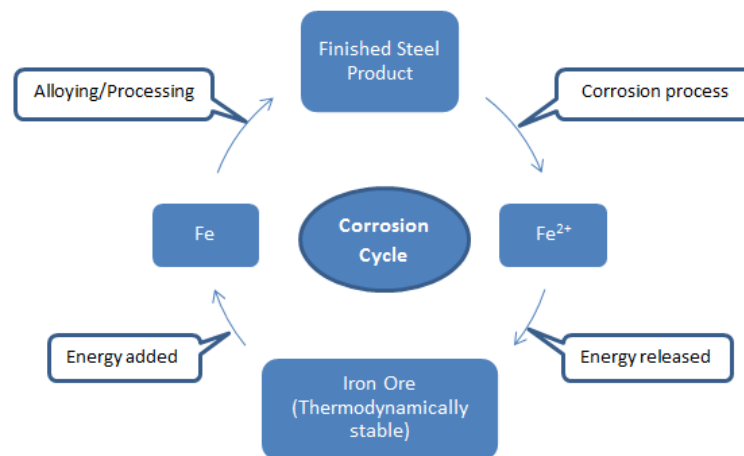 Finished Steel
Product
Alloying/Processing
Corrosion process
Fe
Corrosion
Cycle
Fe²⁺
Energy added
Energy released
Iron Ore
(Thermodynamically
stable)